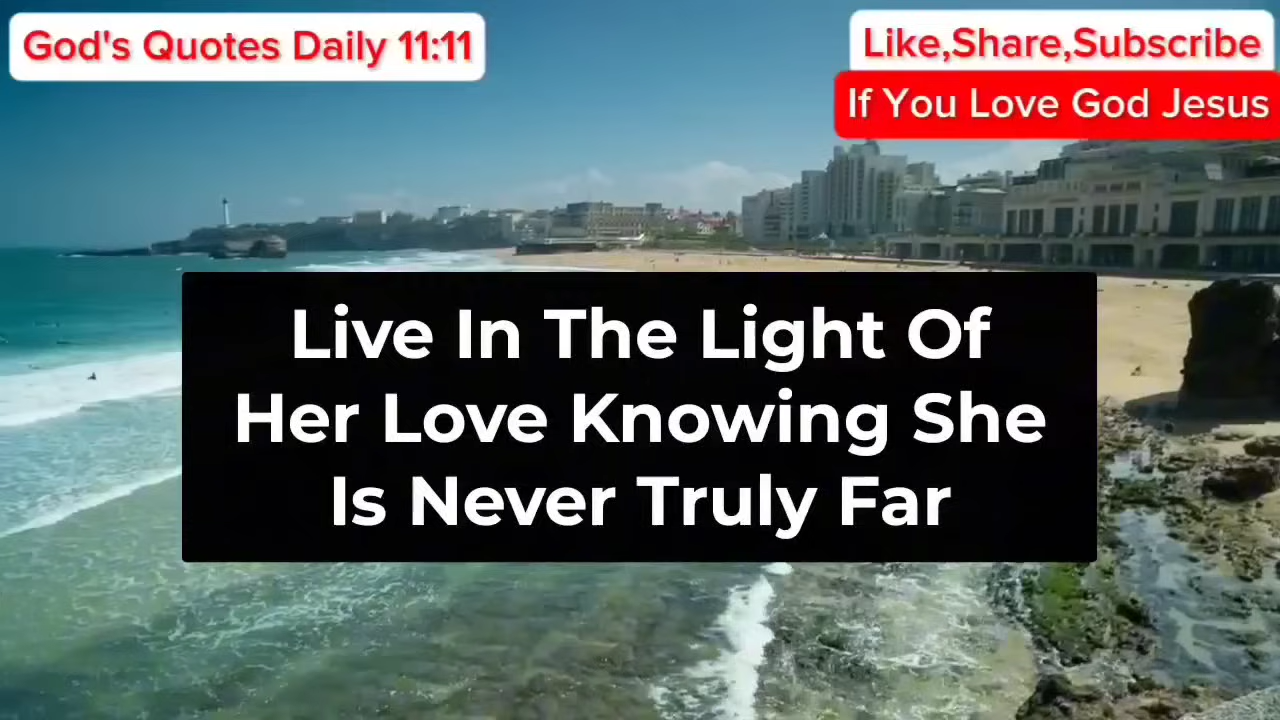 God's Quotes Daily 11:11
Like,Share,Subscribe
If You Love God Jesus
Live In The Light Of
Her Love Knowing She
Is Never Truly Far